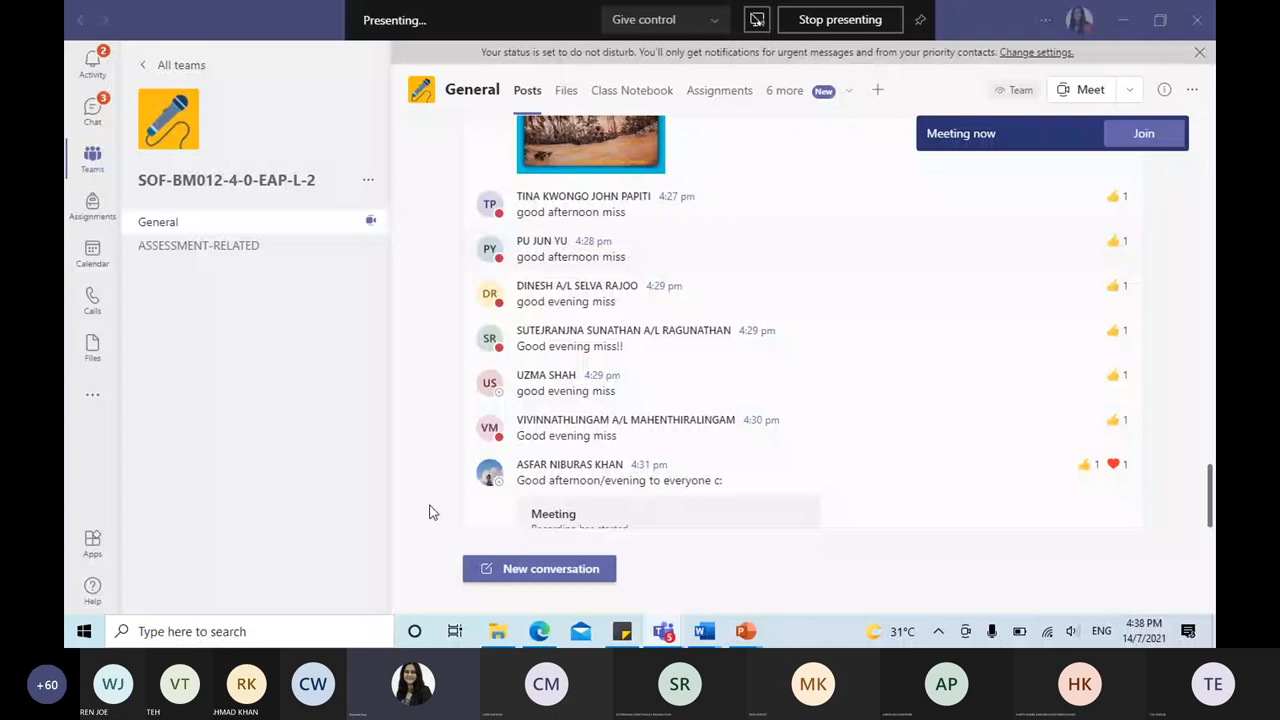 Presenting...
Give control
Stop presenting
Your status is set to do not disturb. You'll only get notifications for urgent messages and from your priority contacts. Change settings.
2
Activity
3
Chat
Teams
Assignments
Calendar
Calls
Files
Apps
Help
All teams
SOF-BM012-4-0-EAP-L-2
General
ASSESSMENT-RELATED
General Posts Files Class Notebook Assignments 6 more New
Team Meet
Meeting now Join
TP TINA KWONGO JOHN PAPITI 4:27 pm 1
good afternoon miss
PY PU JUN YU 4:28 pm 1
good afternoon miss
DR DINESH A/L SELVA RAJOO 4:29 pm 1
good evening miss
SR SUTEJRANJNA SUNATHAN A/L RAGUNATHAN 4:29 pm 1
Good evening miss!!
US UZMA SHAH 4:29 pm 1
good evening miss
VM VIVINNATHLINGAM A/L MAHENTHIRALINGAM 4:30 pm 1
Good evening miss
ASFAR NIBURAS KHAN 4:31 pm 1 1
Good afternoon/evening to everyone c:
Meeting
Recording has started
New conversation
Type here to search
5
31°C
ENG
4:38 PM
14/7/2021
+60 WJ VT RK CW CM SR MK AP HK TE
REN JOE TEH JHMAD KHAN